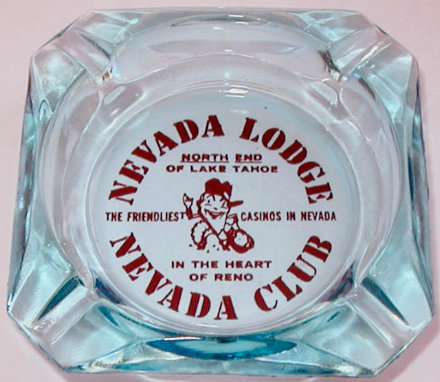 NEVADA LODGE
NORTH END
OF LAKE TAHOE
THE FRIENDLIEST CASINOS IN NEVADA
IN THE HEART
OF RENO
NEVADA CLUB